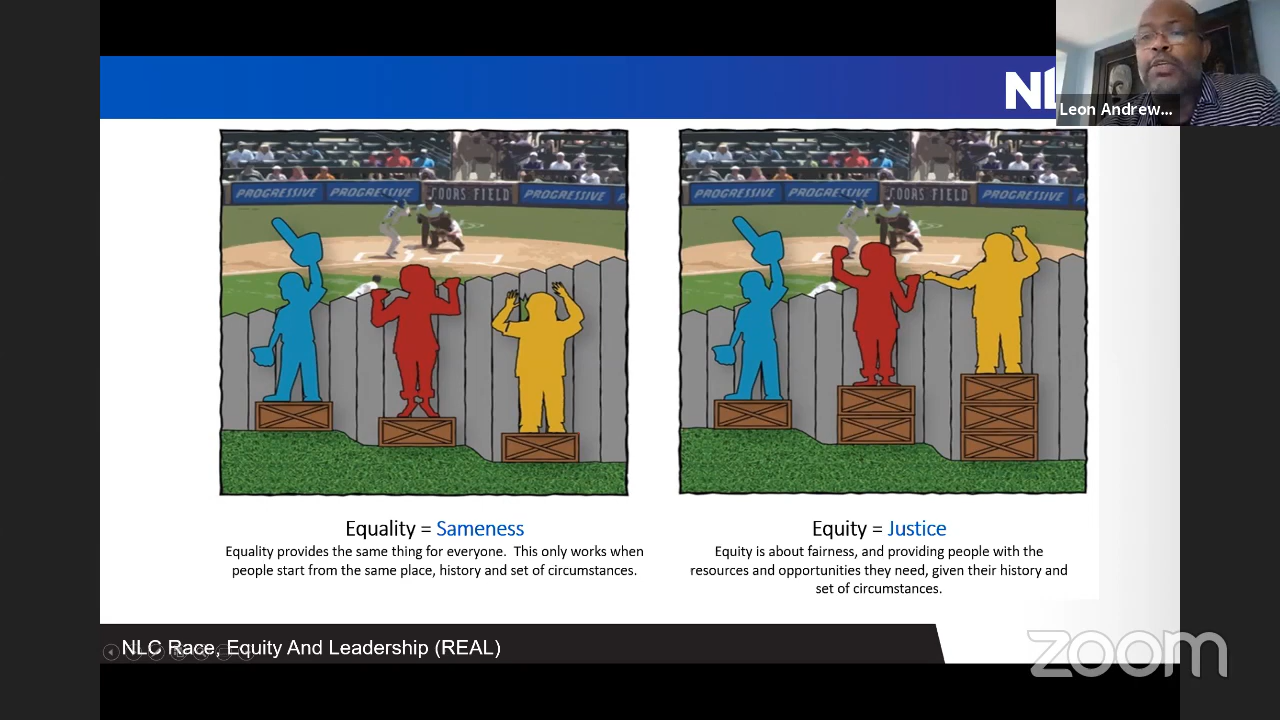 NL
Leon Andrew...
PROGRESSIVE PROGRESSIVE COORS FIELD PROGRESSIVE
PROGRESSIVE PROGRESSIVE COORS FIELD PROGRESSIVE
Equality = Sameness
Equality provides the same thing for everyone. This only works when
people start from the same place, history and set of circumstances.
Equity = Justice
Equity is about fairness, and providing people with the
resources and opportunities they need, given their history and
set of circumstances.
NLC Race, Equity And Leadership (REAL)
zoom